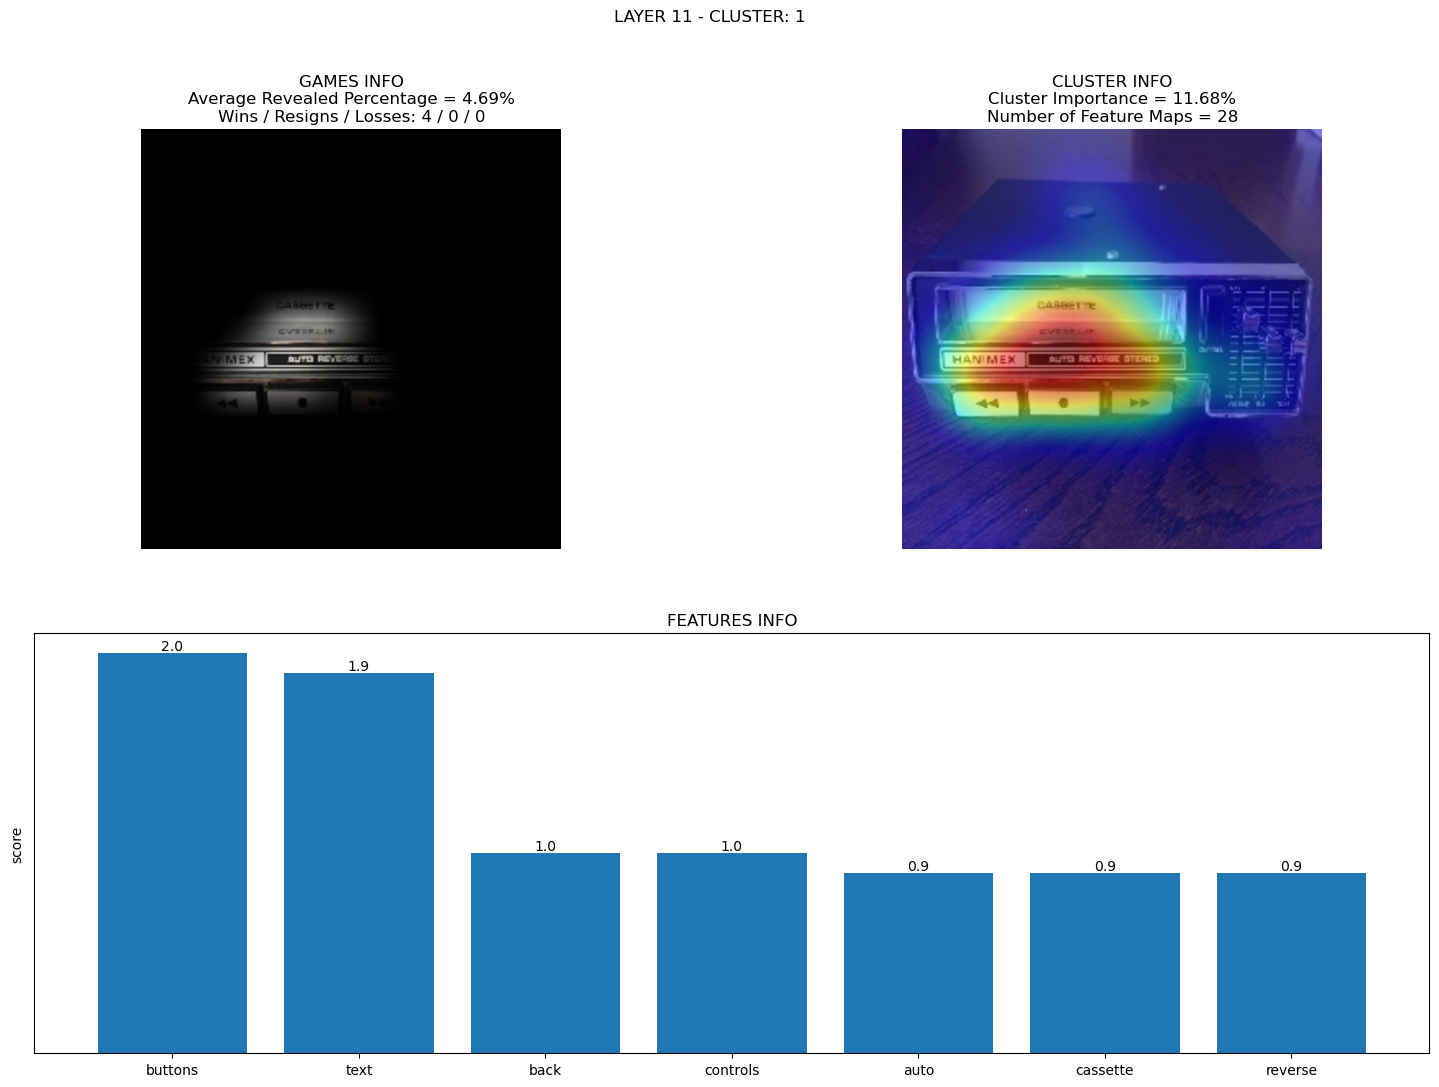 LAYER 11 - CLUSTER: 1
GAMES INFO
Average Revealed Percentage = 4.69%
Wins / Resigns / Losses: 4 / 0 / 0
CASSETTE
HANIMEX AUTO REVERSE STEREO
CLUSTER INFO
Cluster Importance = 11.68%
Number of Feature Maps = 28
CASSETTE
HANIMEX AUTO REVERSE STEREO
FEATURES INFO
score
2.0
1.9
1.0
1.0
0.9
0.9
0.9
buttons text back controls auto cassette reverse